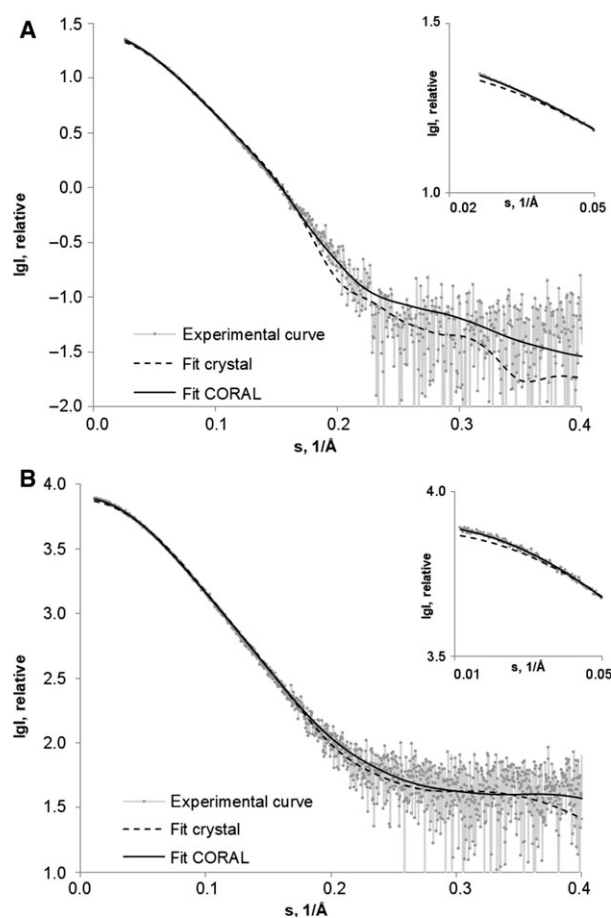 A
1.5
1.0
0.5
0.0
–0.5
–1.0
–1.5
–2.0
lgI, relative
0.0
0.1
0.2
0.3
0.4
s, 1/Å
Experimental curve
Fit crystal
Fit CORAL
1.5
1.0
lgI, relative
0.02
s, 1/Å
0.05
B
4.0
3.5
3.0
2.5
2.0
1.5
1.0
lgI, relative
0.0
0.1
0.2
0.3
0.4
s, 1/Å
Experimental curve
Fit crystal
Fit CORAL
4.0
3.5
lgI, relative
0.01
s, 1/Å
0.05